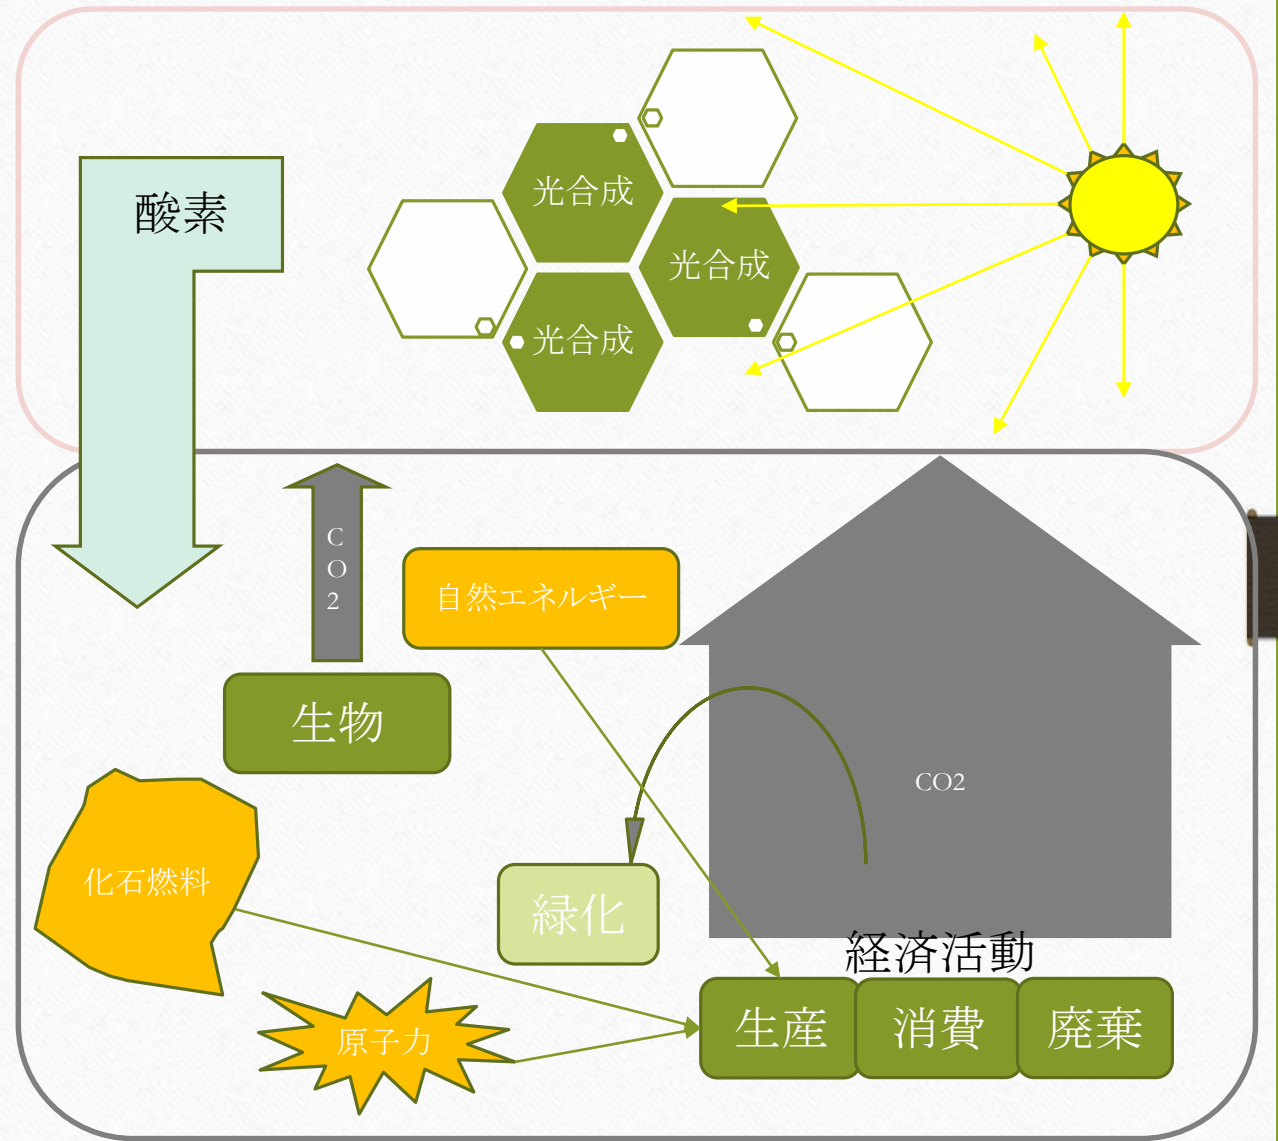 酸素
光合成
光合成
光合成
C
O
2
自然エネルギー
生物
CO2
化石燃料
緑化
経済活動
原子力
生産
消費
廃棄